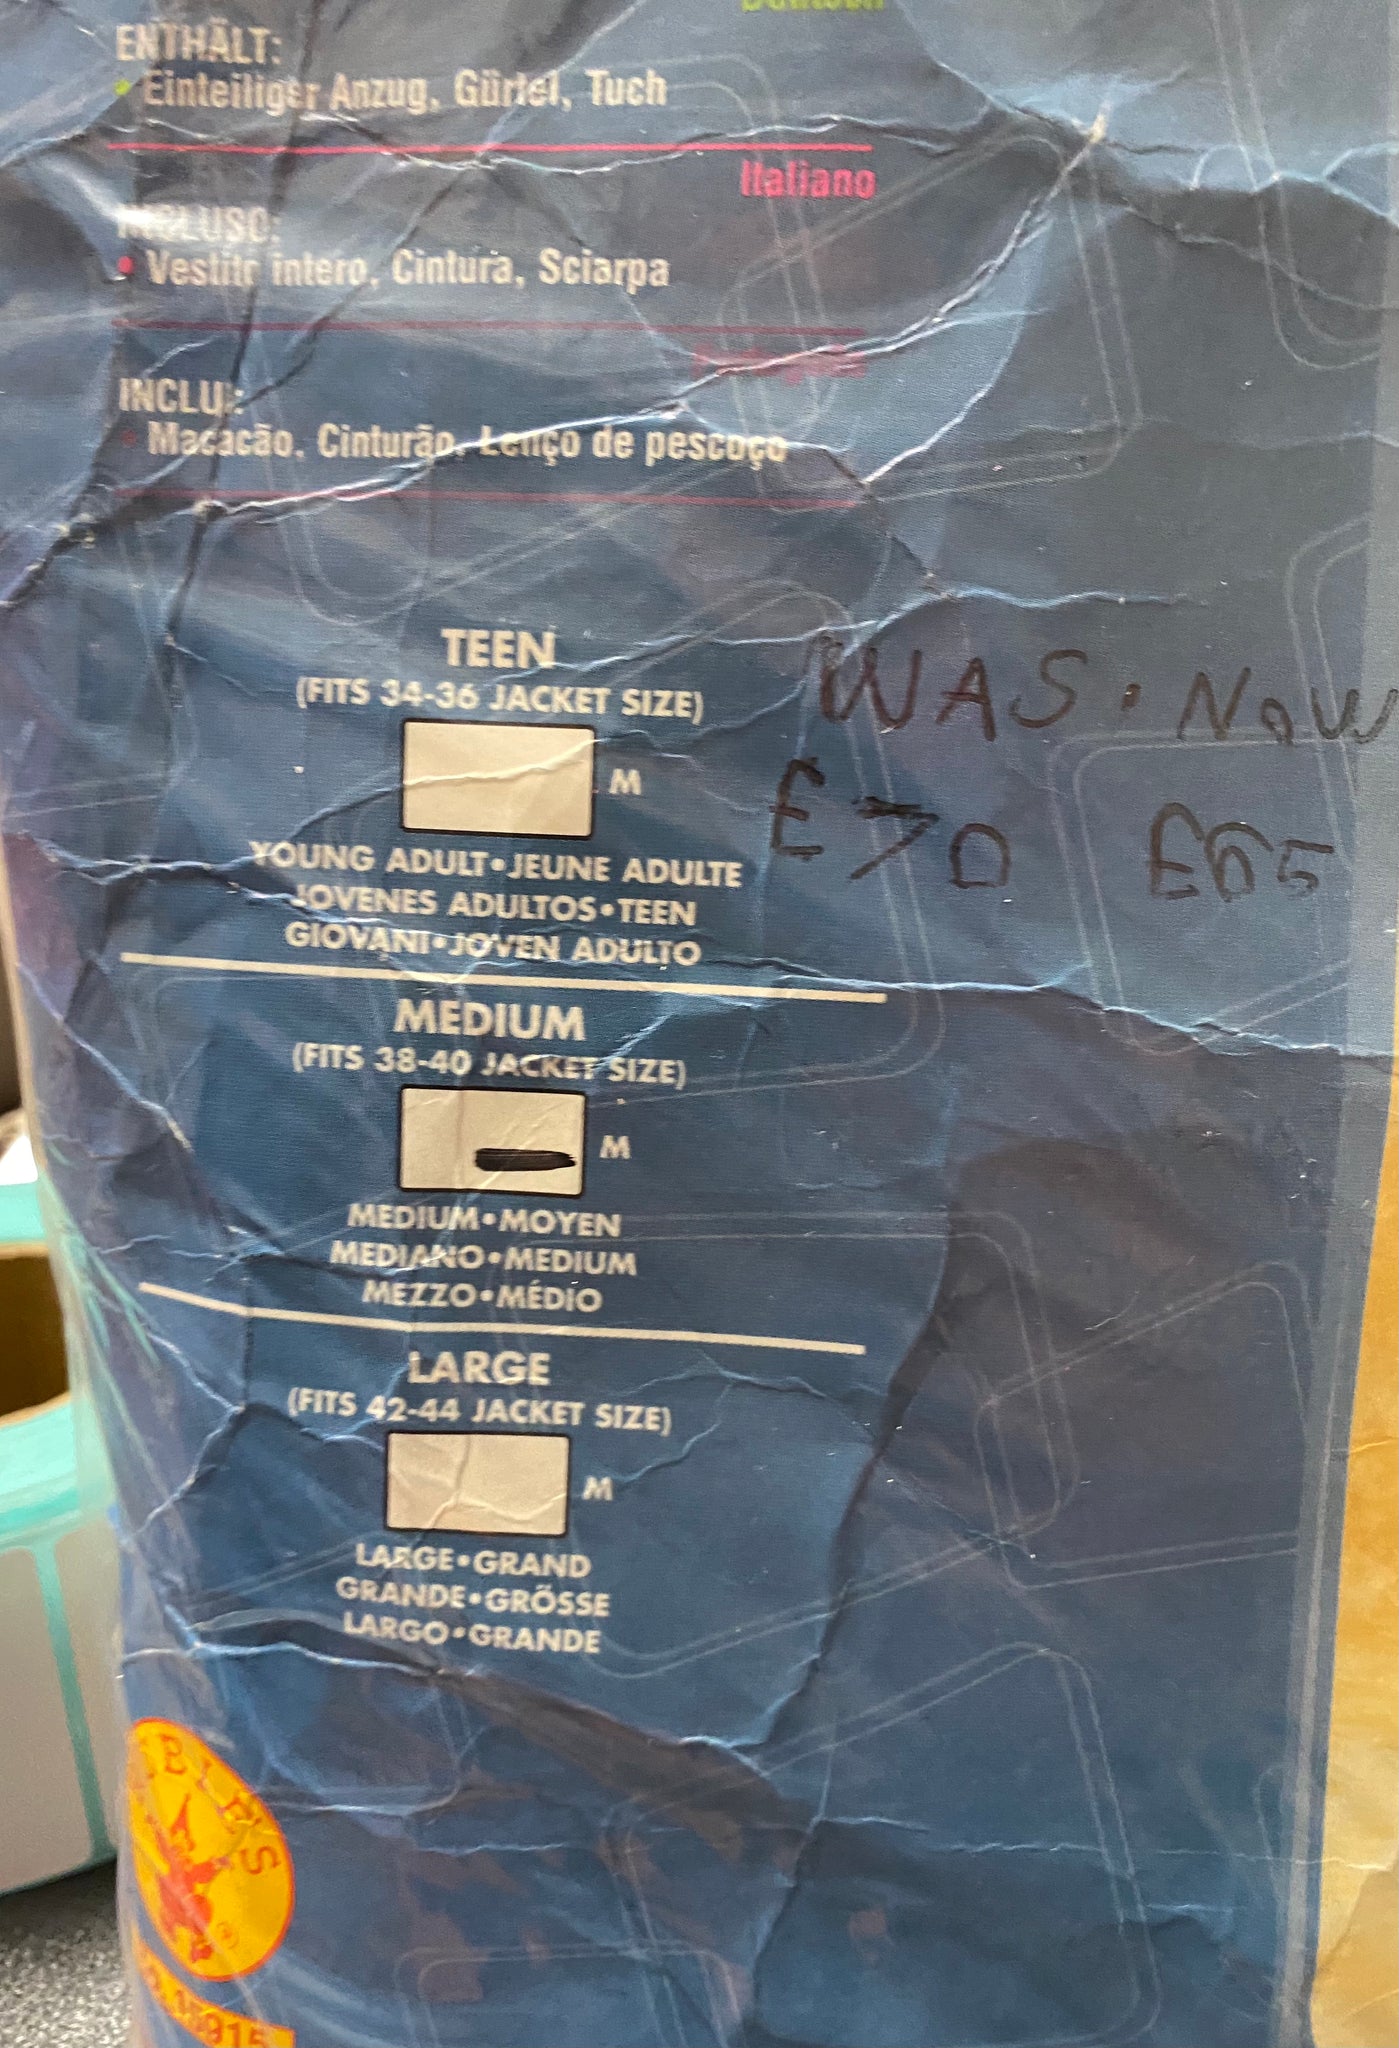 Deutsch
ENTHÄLT:
• Einteiliger Anzug, Gürtel, Tuch
Italiano
INCLUSO:
• Vestito intero, Cintura, Sciarpa
INCLUI:
• Macacão, Cinturão, Lenço de pescoço
TEEN
(FITS 34-36 JACKET SIZE)
M
YOUNG ADULT•JEUNE ADULTE
JOVENES ADULTOS•TEEN
GIOVANI•JOVEN ADULTO
WAS. NOW
£70 £65
MEDIUM
(FITS 38-40 JACKET SIZE)
M
MEDIUM•MOYEN
MEDIANO•MEDIUM
MEZZO•MÉDIO
LARGE
(FITS 42-44 JACKET SIZE)
M
LARGE•GRAND
GRANDE•GRÖSSE
LARGO•GRANDE
®